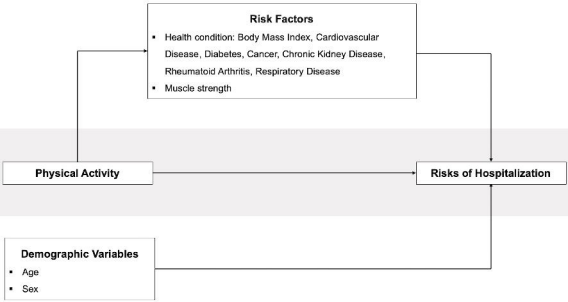 Risk Factors
▪ Health condition: Body Mass Index, Cardiovascular
Disease, Diabetes, Cancer, Chronic Kidney Disease,
Rheumatoid Arthritis, Respiratory Disease
▪ Muscle strength
Physical Activity
Risks of Hospitalization
Demographic Variables
▪ Age
▪ Sex